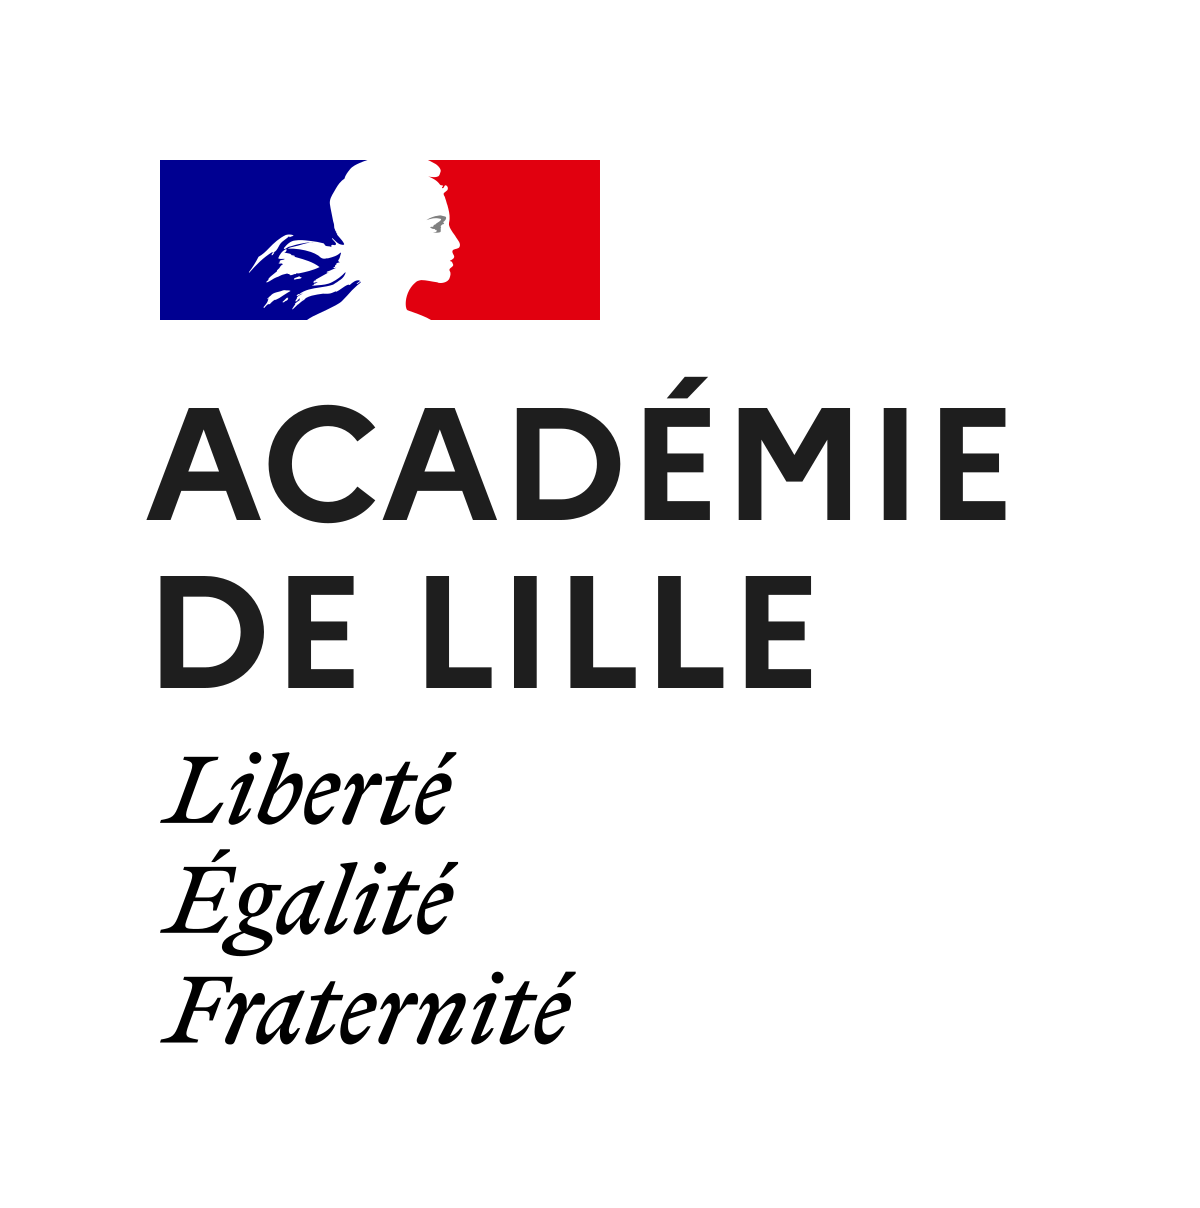 ACADÉMIE
DE LILLE
Liberté
Égalité
Fraternité